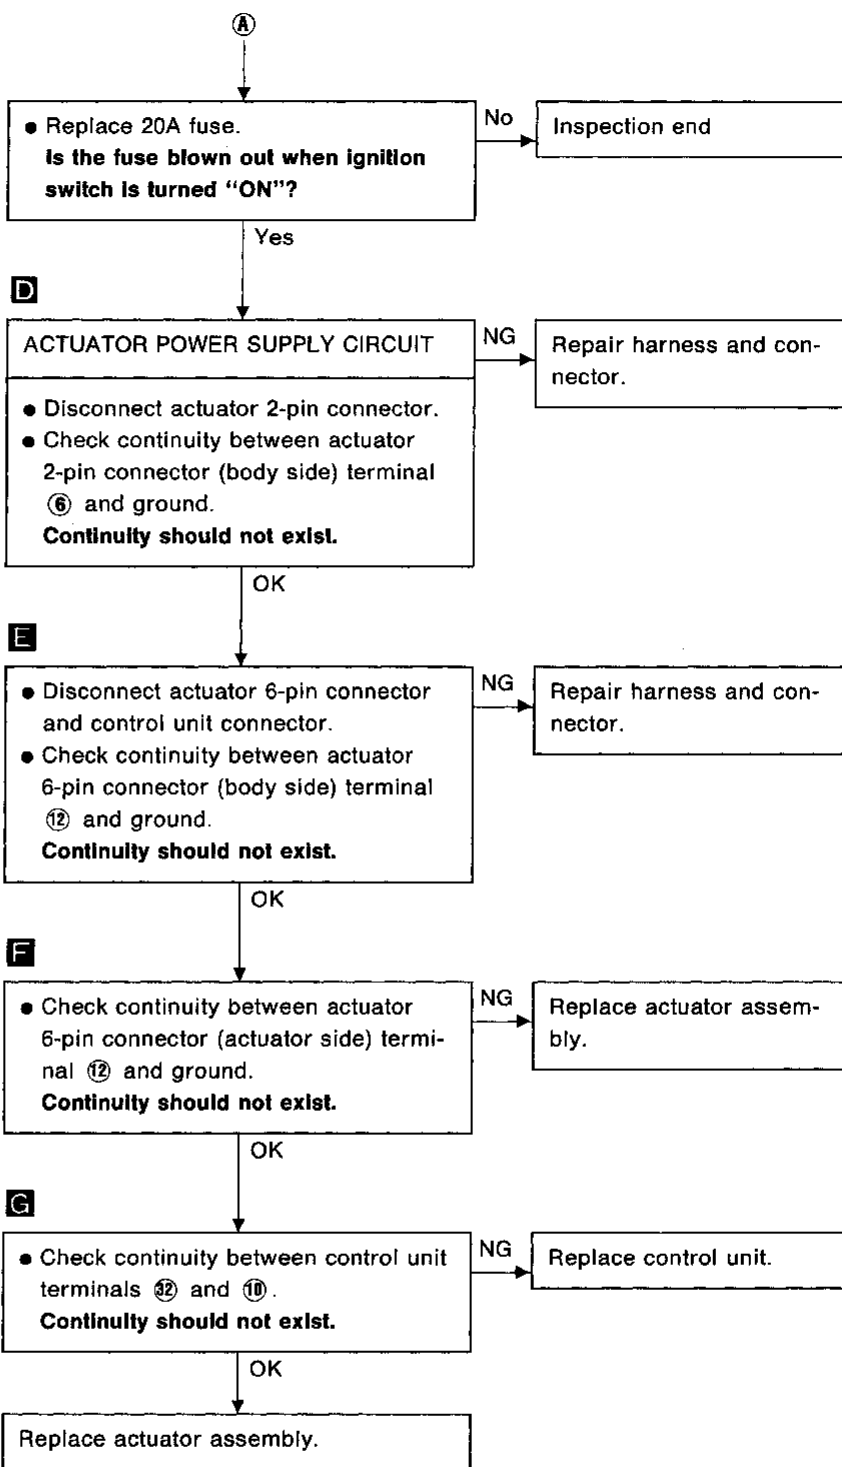 Ⓐ
● Replace 20A fuse.
Is the fuse blown out when ignition
switch is turned "ON"?
No
Inspection end
Yes
D
ACTUATOR POWER SUPPLY CIRCUIT
● Disconnect actuator 2-pin connector.
● Check continuity between actuator
2-pin connector (body side) terminal
⑥ and ground.
Continuity should not exist.
NG
Repair harness and con-
nector.
OK
E
● Disconnect actuator 6-pin connector
and control unit connector.
● Check continuity between actuator
6-pin connector (body side) terminal
⑫ and ground.
Continuity should not exist.
NG
Repair harness and con-
nector.
OK
F
● Check continuity between actuator
6-pin connector (actuator side) termi-
nal ⑫ and ground.
Continuity should not exist.
NG
Replace actuator assem-
bly.
OK
G
● Check continuity between control unit
terminals ㉜ and ⑩.
Continuity should not exist.
NG
Replace control unit.
OK
Replace actuator assembly.